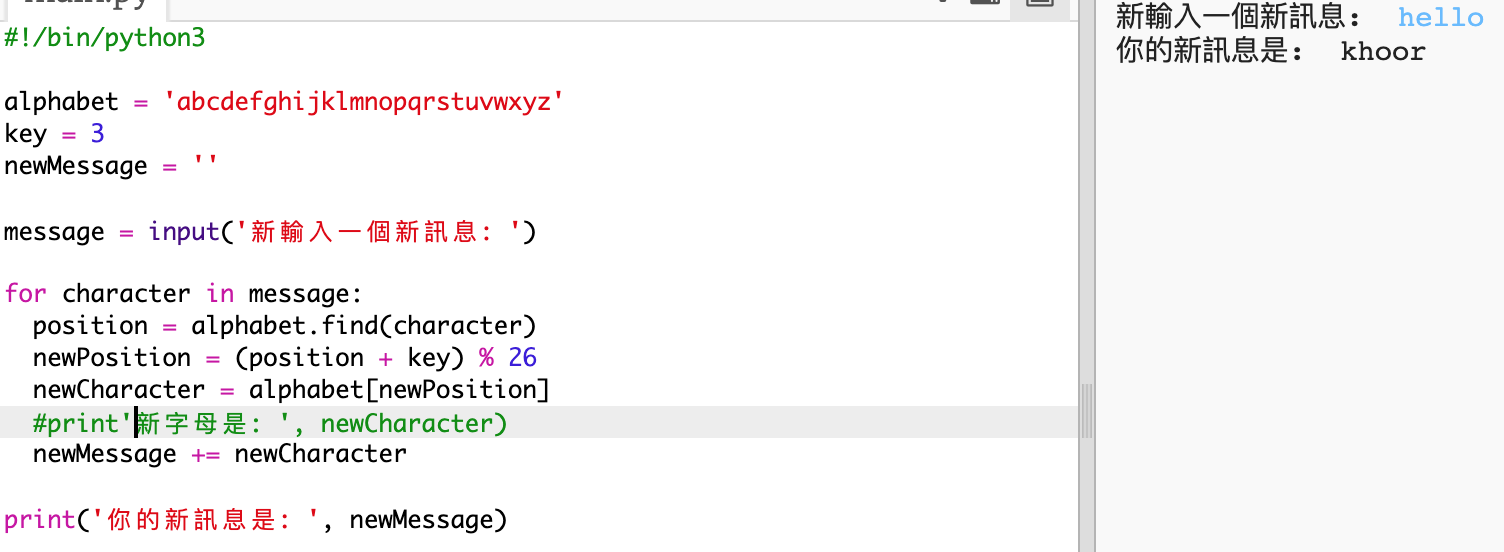 main.py
#!/bin/python3
alphabet = 'abcdefghijklmnopqrstuvwxyz'
key = 3
newMessage = ''
message = input('新輸入一個新訊息: ')
for character in message:
  position = alphabet.find(character)
  newPosition = (position + key) % 26
  newCharacter = alphabet[newPosition]
  #print'新字母是: ', newCharacter)
  newMessage += newCharacter
print('你的新訊息是: ', newMessage)
新輸入一個新訊息: hello
你的新訊息是: khoor